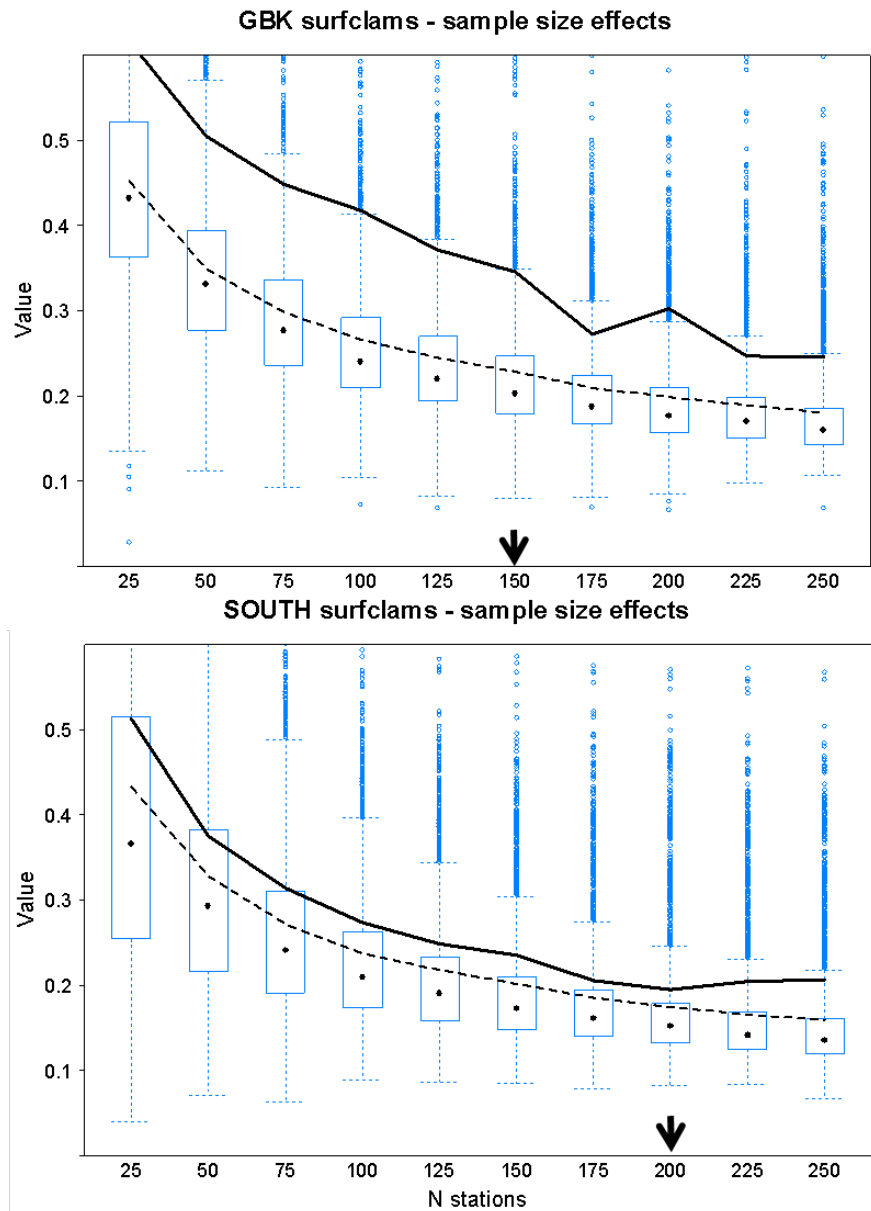 GBK surfclams - sample size effects
0.5
0.4
0.3
0.2
0.1
Value
25 50 75 100 125 150 175 200 225 250
SOUTH surfclams - sample size effects
0.5
0.4
0.3
0.2
0.1
Value
25 50 75 100 125 150 175 200 225 250
N stations